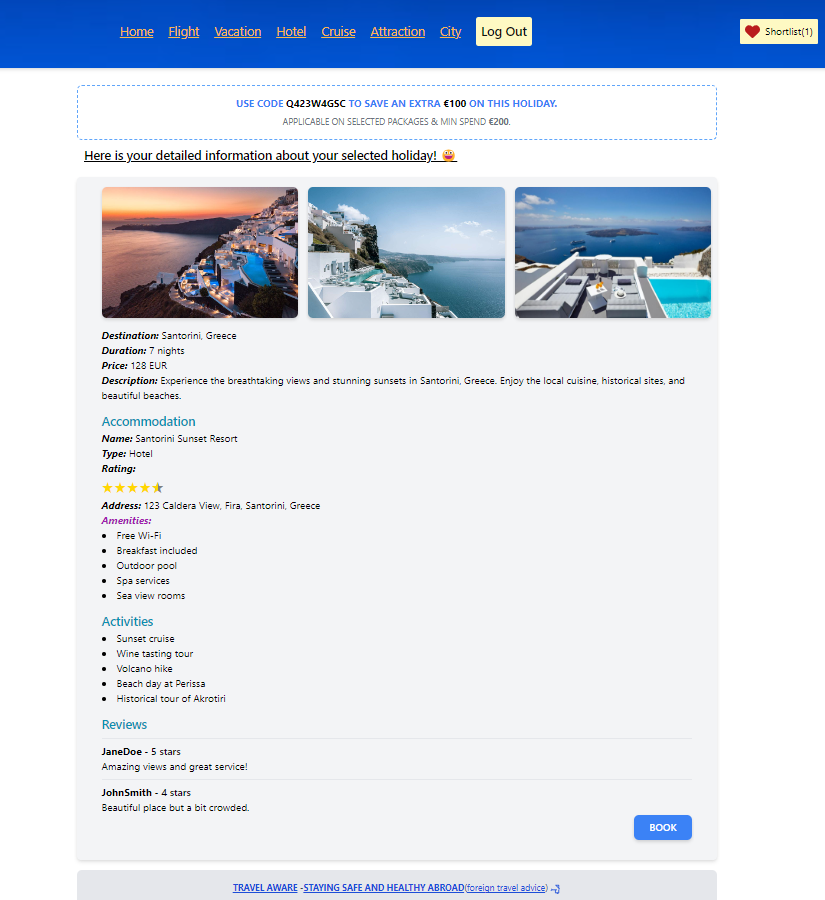 Home Flight Vacation Hotel Cruise Attraction City Log Out Shortlist(1)
USE CODE Q423W4GSC TO SAVE AN EXTRA €100 ON THIS HOLIDAY.
APPLICABLE ON SELECTED PACKAGES & MIN SPEND €200.
Here is your detailed information about your selected holiday! 😀
Destination: Santorini, Greece
Duration: 7 nights
Price: 128 EUR
Description: Experience the breathtaking views and stunning sunsets in Santorini, Greece. Enjoy the local cuisine, historical sites, and
beautiful beaches.
Accommodation
Name: Santorini Sunset Resort
Type: Hotel
Rating:
Address: 123 Caldera View, Fira, Santorini, Greece
Amenities:
• Free Wi-Fi
• Breakfast included
• Outdoor pool
• Spa services
• Sea view rooms
Activities
• Sunset cruise
• Wine tasting tour
• Volcano hike
• Beach day at Perissa
• Historical tour of Akrotiri
Reviews
JaneDoe - 5 stars
Amazing views and great service!
JohnSmith - 4 stars
Beautiful place but a bit crowded.
BOOK
TRAVEL AWARE -STAYING SAFE AND HEALTHY ABROAD(foreign travel advice)